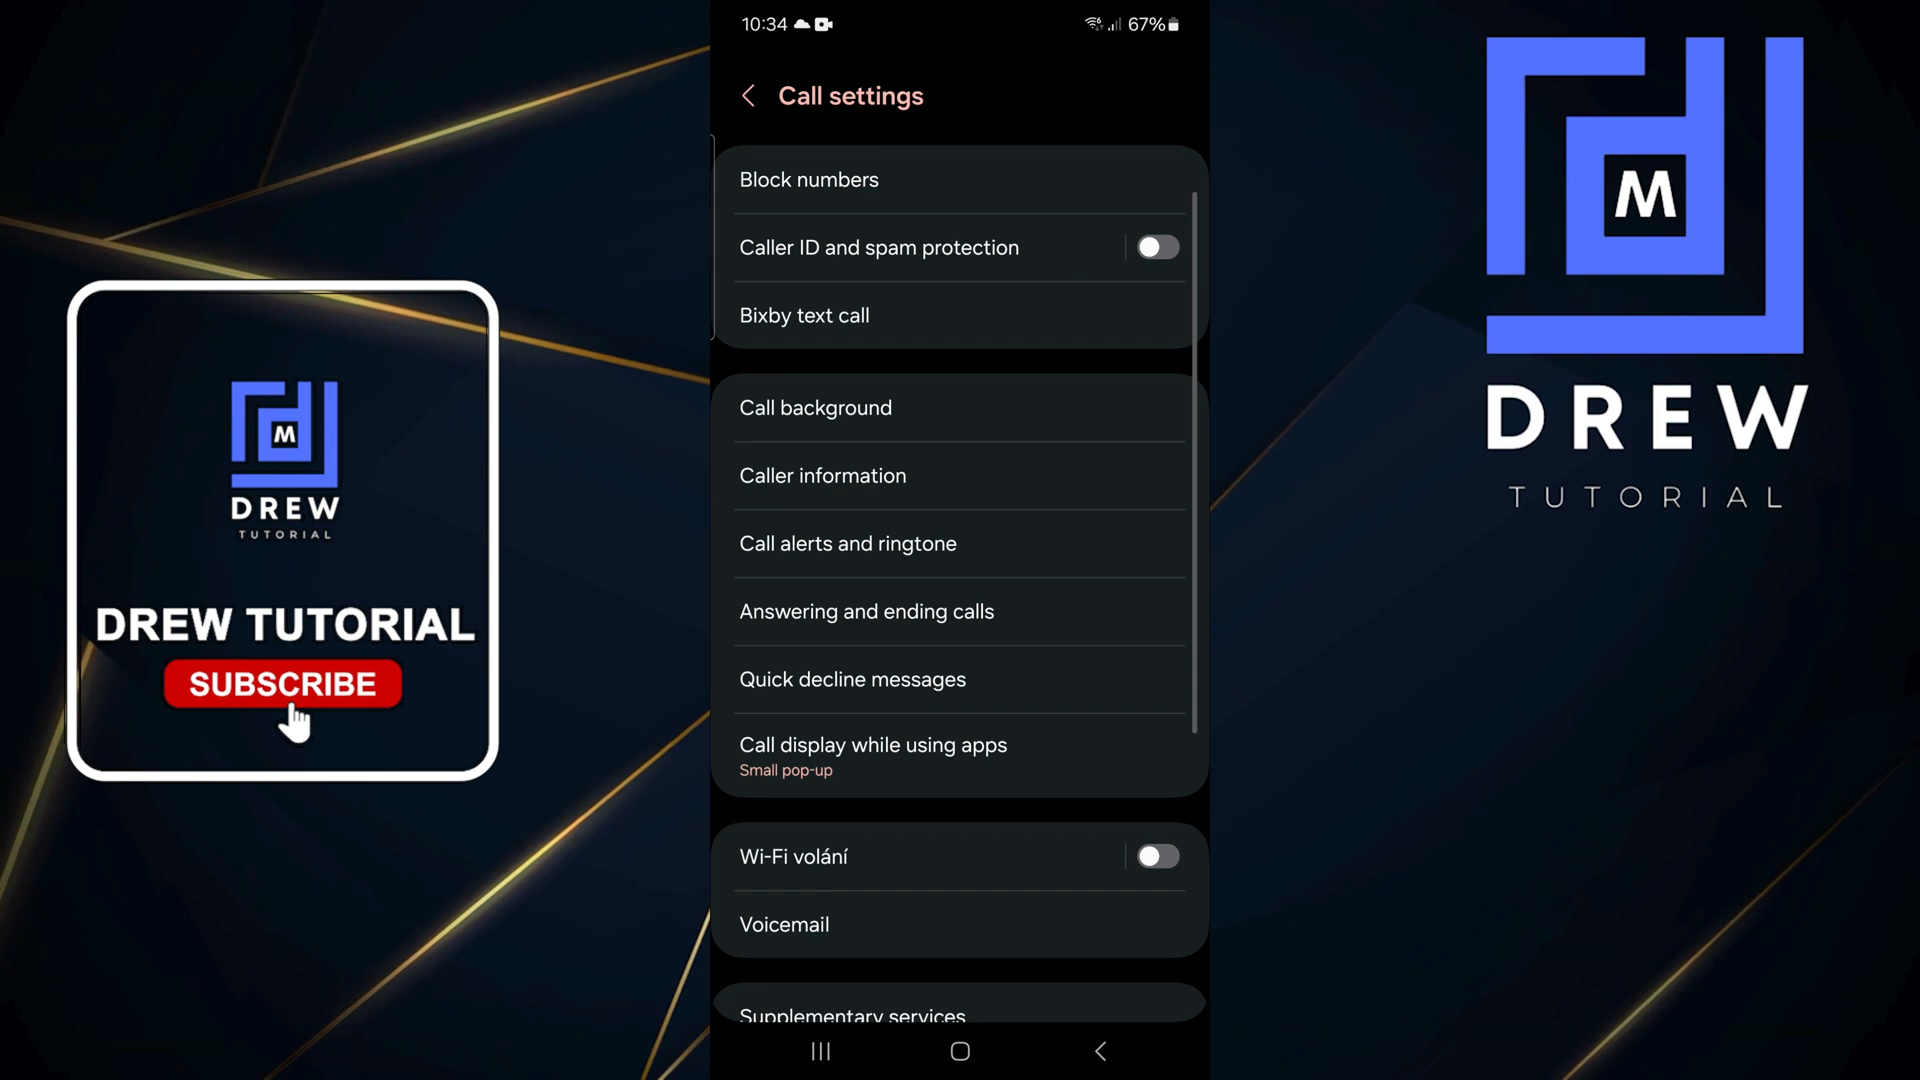 10:34
67%
Call settings
Block numbers
Caller ID and spam protection
Bixby text call
Call background
Caller information
Call alerts and ringtone
Answering and ending calls
Quick decline messages
Call display while using apps
Small pop-up
Wi-Fi volání
Voicemail
Supplementary services
M
DREW
TUTORIAL
DREW TUTORIAL
SUBSCRIBE
M
DREW
TUTORIAL